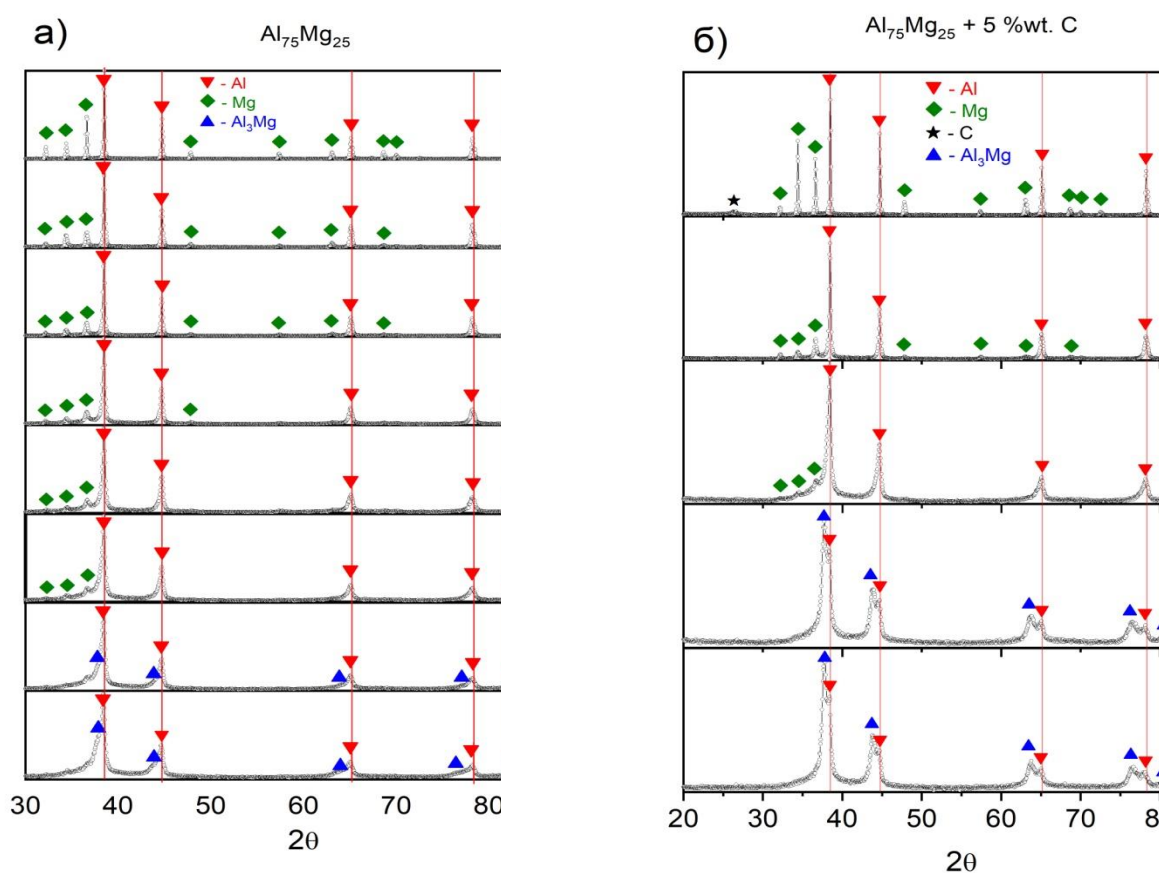 а)
Al₇₅Mg₂₅
- Al
- Mg
- Al₃Mg
30 40 50 60 70 80
2θ
б)
Al₇₅Mg₂₅ + 5 %wt. C
- Al
- Mg
- C
- Al₃Mg
20 30 40 50 60 70 80
2θ